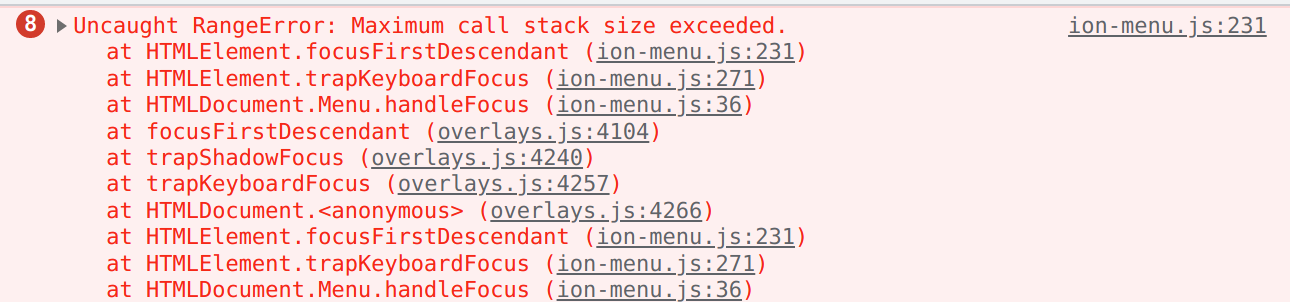 8 Uncaught RangeError: Maximum call stack size exceeded. ion-menu.js:231
at HTMLElement.focusFirstDescendant (ion-menu.js:231)
at HTMLElement.trapKeyboardFocus (ion-menu.js:271)
at HTMLDocument.Menu.handleFocus (ion-menu.js:36)
at focusFirstDescendant (overlays.js:4104)
at trapShadowFocus (overlays.js:4240)
at trapKeyboardFocus (overlays.js:4257)
at HTMLDocument.<anonymous> (overlays.js:4266)
at HTMLElement.focusFirstDescendant (ion-menu.js:231)
at HTMLElement.trapKeyboardFocus (ion-menu.js:271)
at HTMLDocument.Menu.handleFocus (ion-menu.js:36)